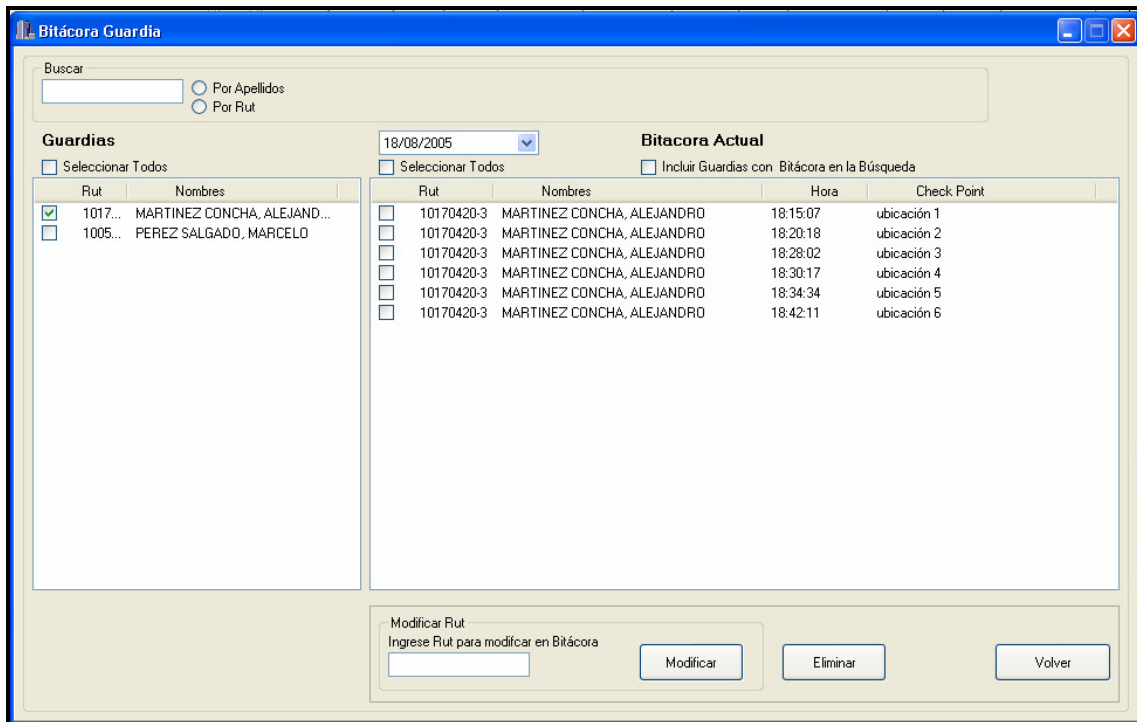 Bitácora Guardia
Buscar
Por Apellidos
Por Rut
Guardias
18/08/2005
Bitacora Actual
Seleccionar Todos
Seleccionar Todos
Incluir Guardias con Bitácora en la Búsqueda
Rut Nombres
1017... MARTINEZ CONCHA, ALEJAND...
1005... PEREZ SALGADO, MARCELO
Rut Nombres Hora Check Point
10170420-3 MARTINEZ CONCHA, ALEJANDRO 18:15:07 ubicación 1
10170420-3 MARTINEZ CONCHA, ALEJANDRO 18:20:18 ubicación 2
10170420-3 MARTINEZ CONCHA, ALEJANDRO 18:28:02 ubicación 3
10170420-3 MARTINEZ CONCHA, ALEJANDRO 18:30:17 ubicación 4
10170420-3 MARTINEZ CONCHA, ALEJANDRO 18:34:34 ubicación 5
10170420-3 MARTINEZ CONCHA, ALEJANDRO 18:42:11 ubicación 6
Modificar Rut
Ingrese Rut para modifcar en Bitácora
Modificar
Eliminar
Volver